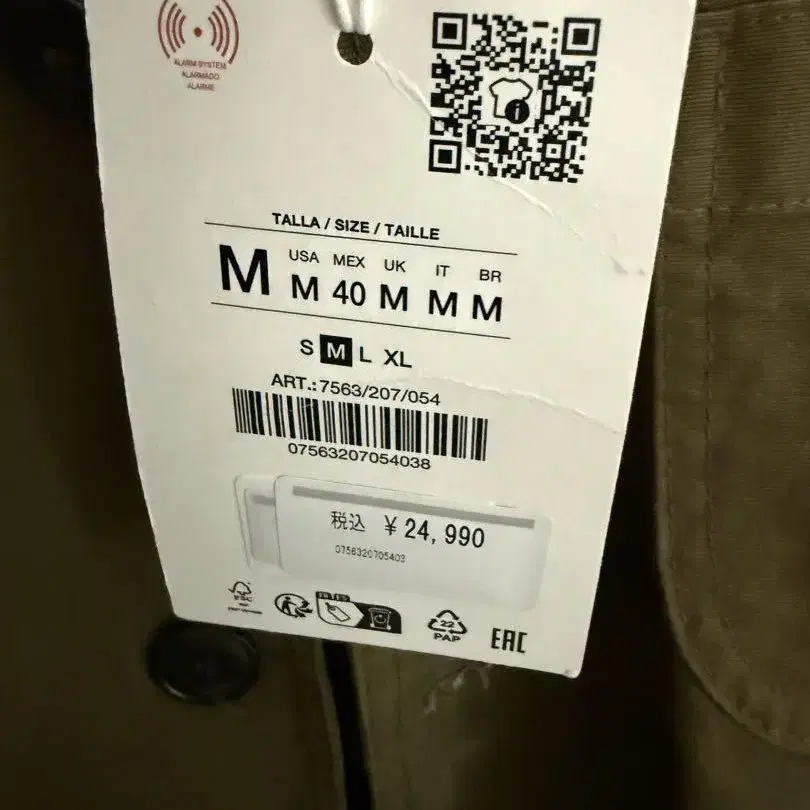 ALARM SYSTEM
ALARMADO
ALARME
TALLA / SIZE / TAILLE
USA MEX UK IT BR
M M 40 M M M
S M L XL
ART.: 7563/207/054
07563207054038
税込 ¥24,990
0756320705403
FSC
22
PAP
EAC